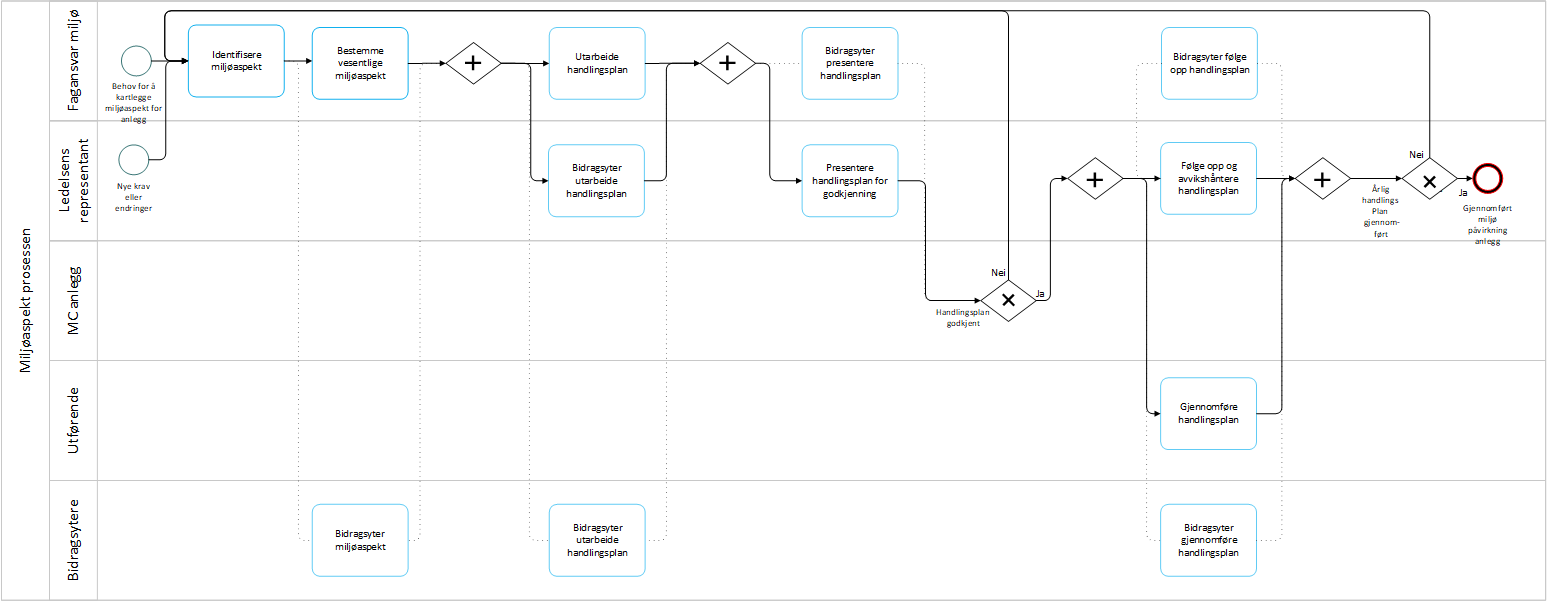 Miljøaspekt prosessen
Fagansvar miljø
Behov for å
kartlegge
miljøaspekt for
anlegg
Identifisere
miljøaspekt
Bestemme
vesentlige
miljøaspekt
Utarbeide
handlingsplan
Bidragsyter
presentere
handlingsplan
Bidragsyter følge
opp handlingsplan
Ledelsens
representant
Nye krav
eller
endringer
Bidragsyter
utarbeide
handlingsplan
Presentere
handlingsplan for
godkjenning
Følge opp og
avvikshåntere
handlingsplan
Årlig
handlings
Plan
gjennom-
ført
Nei
Ja
Gjennomført
miljø
påvirkning
anlegg
MC anlegg
Nei
Ja
Handlingsplan
godkjent
Utførende
Gjennomføre
handlingsplan
Bidragsytere
Bidragsyter
miljøaspekt
Bidragsyter
utarbeide
handlingsplan
Bidragsyter
gjennomføre
handlingsplan